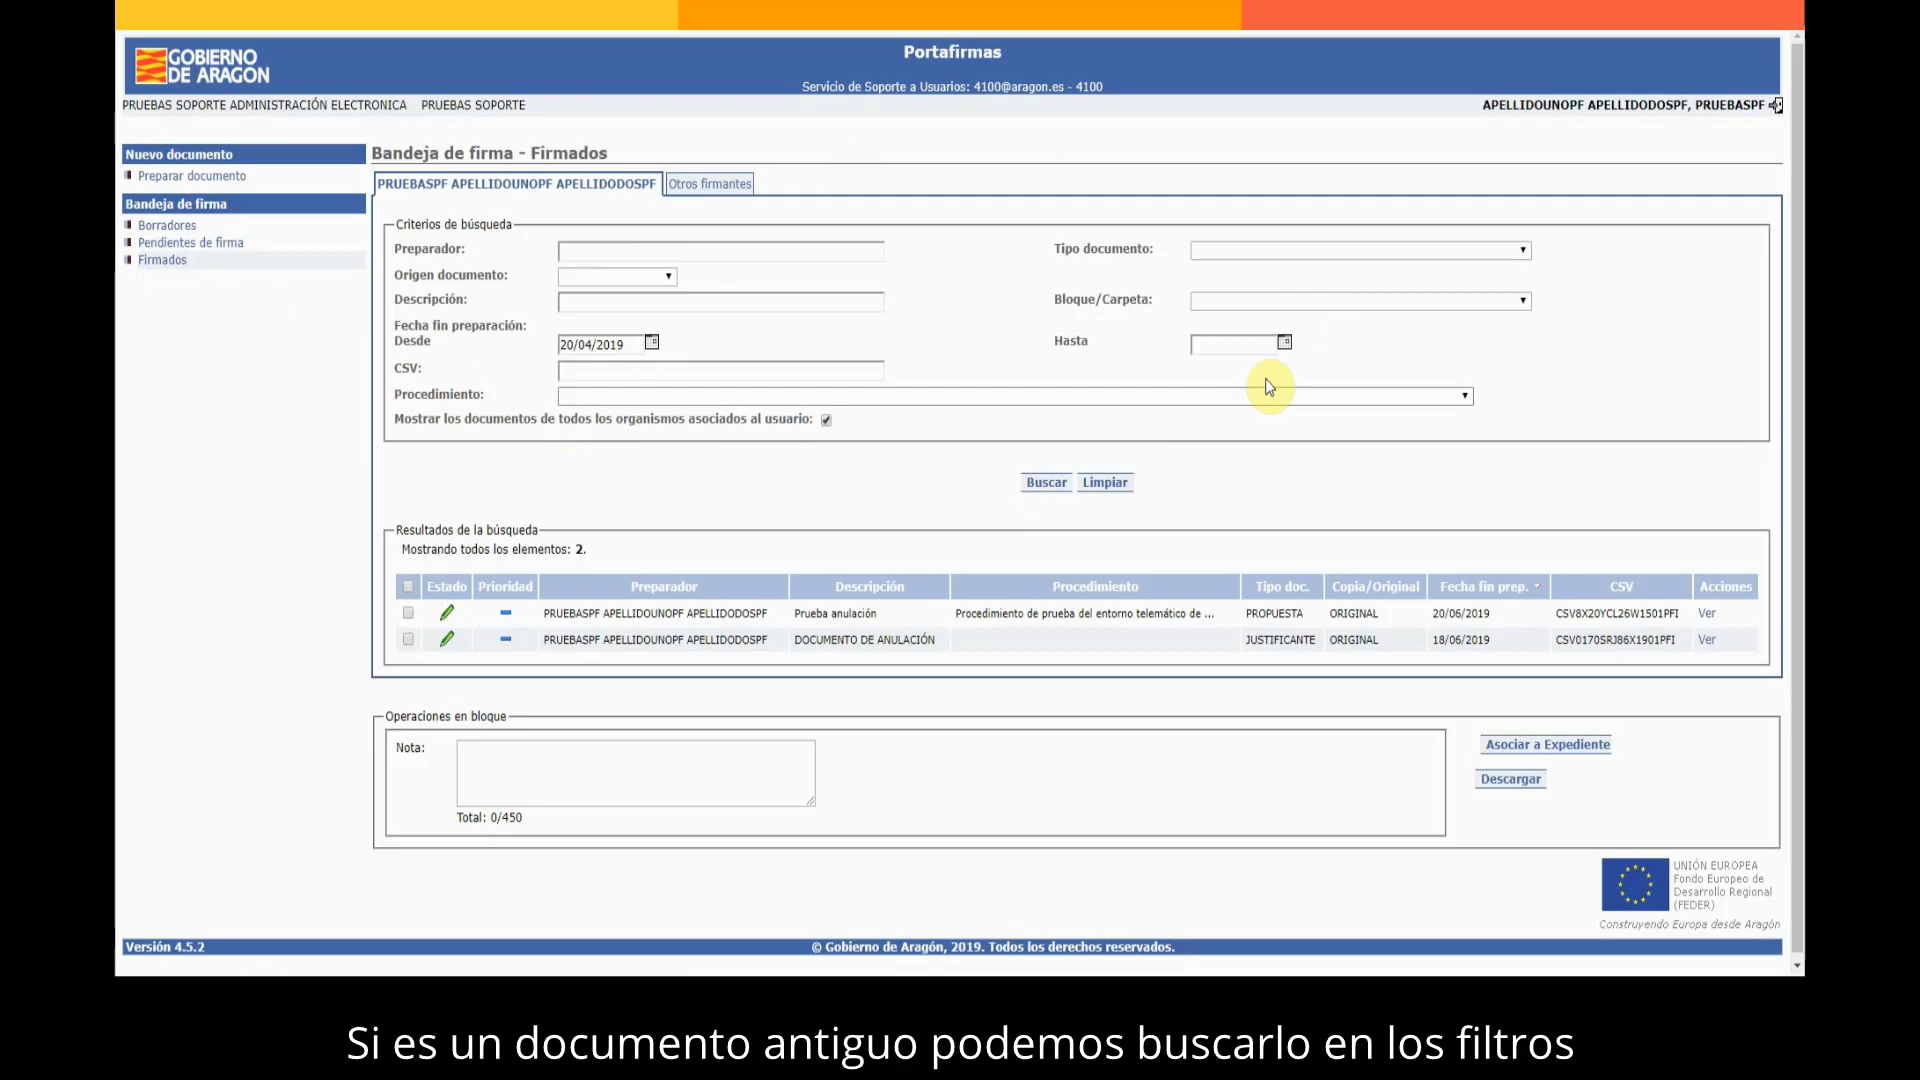 GOBIERNO
DE ARAGON
Portafirmas
Servicio de Soporte a Usuarios: 4100@aragon.es - 4100
PRUEBAS SOPORTE ADMINISTRACIÓN ELECTRONICA PRUEBAS SOPORTE
APELLIDOUNOPF APELLIDODOSPF, PRUEBASPF
Nuevo documento
Preparar documento
Bandeja de firma
Borradores
Pendientes de firma
Firmados
Bandeja de firma - Firmados
PRUEBASPF APELLIDOUNOPF APELLIDODOSPF Otros firmantes
Criterios de búsqueda
Preparador: Tipo documento:
Origen documento:
Descripción: Bloque/Carpeta:
Fecha fin preparación:
Desde 20/04/2019 Hasta
CSV:
Procedimiento:
Mostrar los documentos de todos los organismos asociados al usuario:
Buscar Limpiar
Resultados de la búsqueda
Mostrando todos los elementos: 2.
Estado Prioridad Preparador Descripción Procedimiento Tipo doc. Copia/Original Fecha fin prep. CSV Acciones
PRUEBASPF APELLIDOUNOPF APELLIDODOSPF Prueba anulación Procedimiento de prueba del entorno telemático de ... PROPUESTA ORIGINAL 20/06/2019 CSV8X20YCL26W1501PFI Ver
PRUEBASPF APELLIDOUNOPF APELLIDODOSPF DOCUMENTO DE ANULACIÓN JUSTIFICANTE ORIGINAL 18/06/2019 CSV0170SRJ86X1901PFI Ver
Operaciones en bloque
Nota:
Total: 0/450
Asociar a Expediente
Descargar
UNIÓN EUROPEA
Fondo Europeo de
Desarrollo Regional
(FEDER)
Construyendo Europa desde Aragón
Versión 4.5.2 © Gobierno de Aragón, 2019. Todos los derechos reservados.
Si es un documento antiguo podemos buscarlo en los filtros